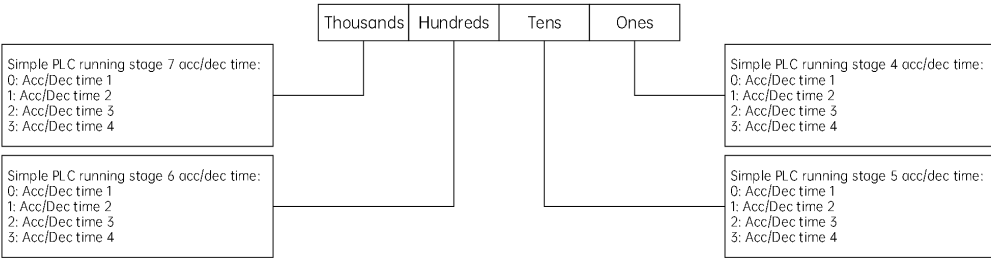 Thousands Hundreds Tens Ones
Simple PLC running stage 7 acc/dec time:
0: Acc/Dec time 1
1: Acc/Dec time 2
2: Acc/Dec time 3
3: Acc/Dec time 4
Simple PLC running stage 4 acc/dec time:
0: Acc/Dec time 1
1: Acc/Dec time 2
2: Acc/Dec time 3
3: Acc/Dec time 4
Simple PLC running stage 6 acc/dec time:
0: Acc/Dec time 1
1: Acc/Dec time 2
2: Acc/Dec time 3
3: Acc/Dec time 4
Simple PLC running stage 5 acc/dec time:
0: Acc/Dec time 1
1: Acc/Dec time 2
2: Acc/Dec time 3
3: Acc/Dec time 4